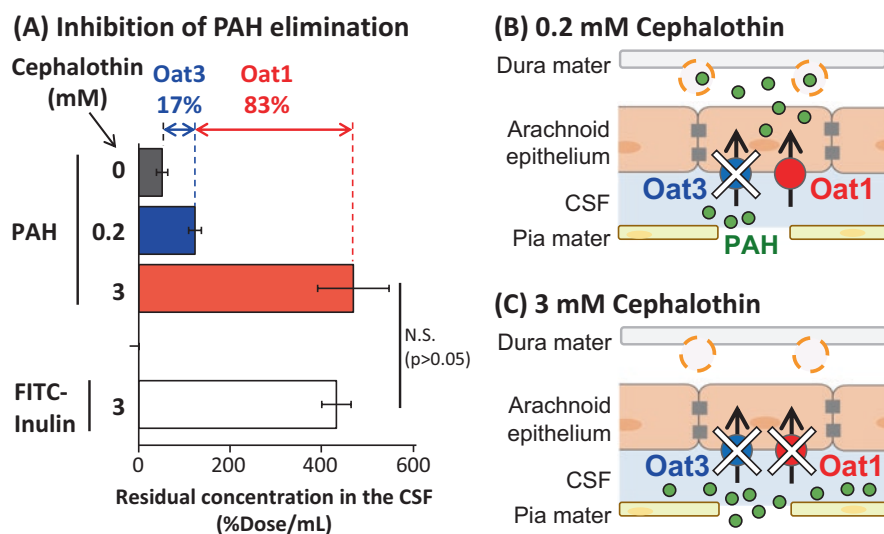 (A) Inhibition of PAH elimination
Cephalothin
(mM)
Oat3
17%
Oat1
83%
0
PAH
0.2
3
N.S.
(p>0.05)
FITC-
Inulin
3
0
200
400
600
Residual concentration in the CSF
(%Dose/mL)
(B) 0.2 mM Cephalothin
Dura mater
Arachnoid
epithelium
Oat3
Oat1
CSF
Pia mater
PAH
(C) 3 mM Cephalothin
Dura mater
Arachnoid
epithelium
Oat3
Oat1
CSF
Pia mater